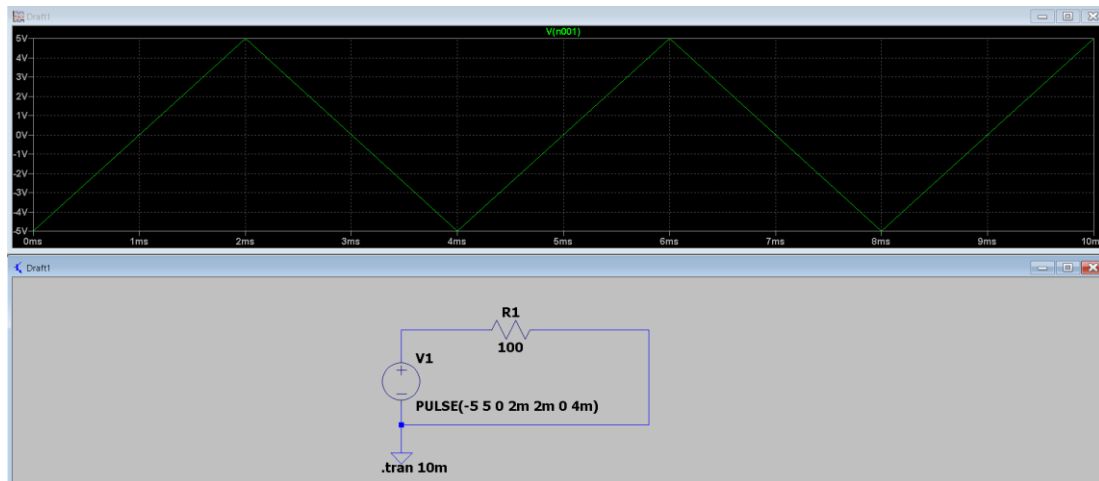 Draft1
V(n001)
5V
4V
3V
2V
1V
0V
-1V
-2V
-3V
-4V
-5V
0ms 1ms 2ms 3ms 4ms 5ms 6ms 7ms 8ms 9ms 10m
Draft1
R1
100
V1
PULSE(-5 5 0 2m 2m 0 4m)
.tran 10m